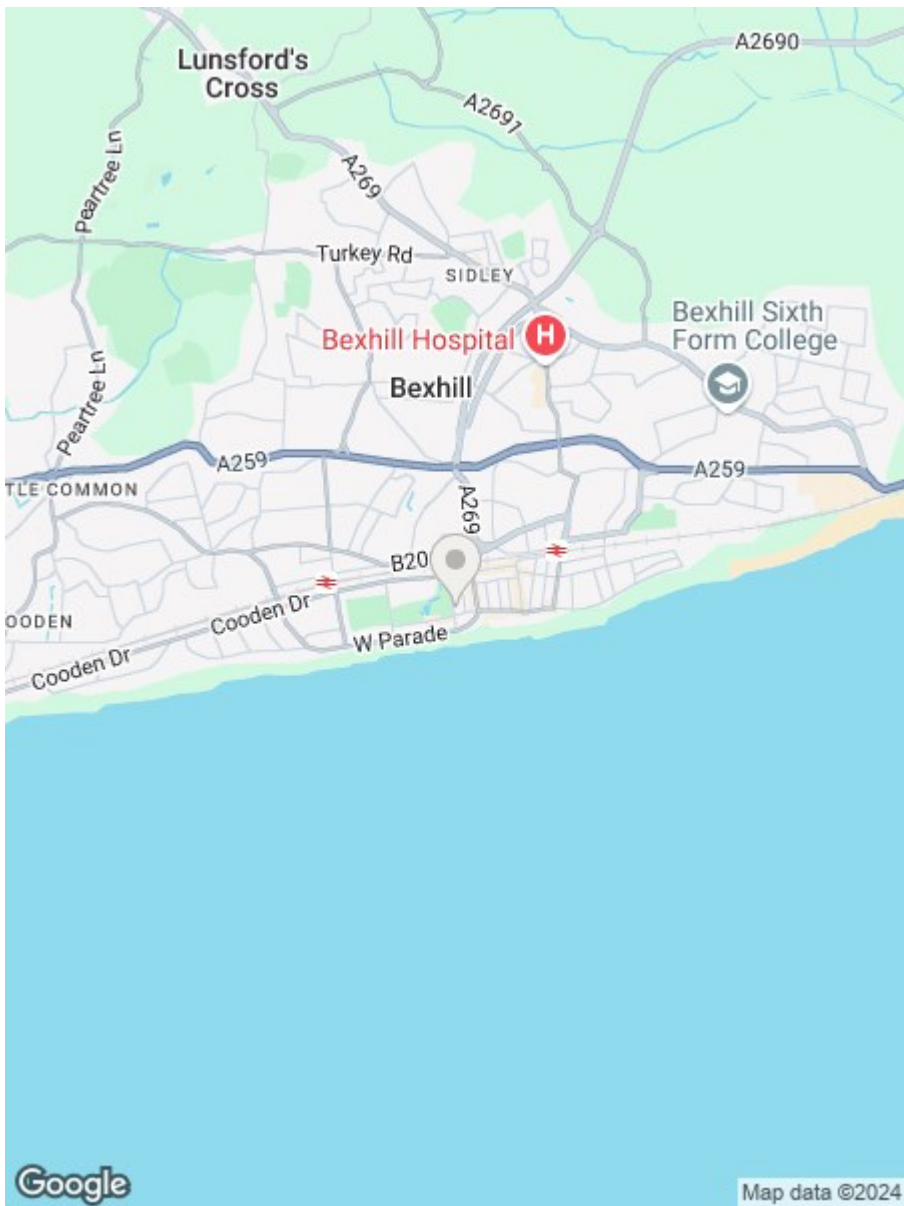 A2690
Lunsford's
Cross
A2697
Peartree Ln
A269
Turkey Rd
SIDLEY
Bexhill Sixth
Form College
Bexhill Hospital
H
Bexhill
Peartree Ln
A259
A259
TLE COMMON
A269
B20
OODEN
Cooden Dr
W Parade
Cooden Dr
Google
Map data ©2024